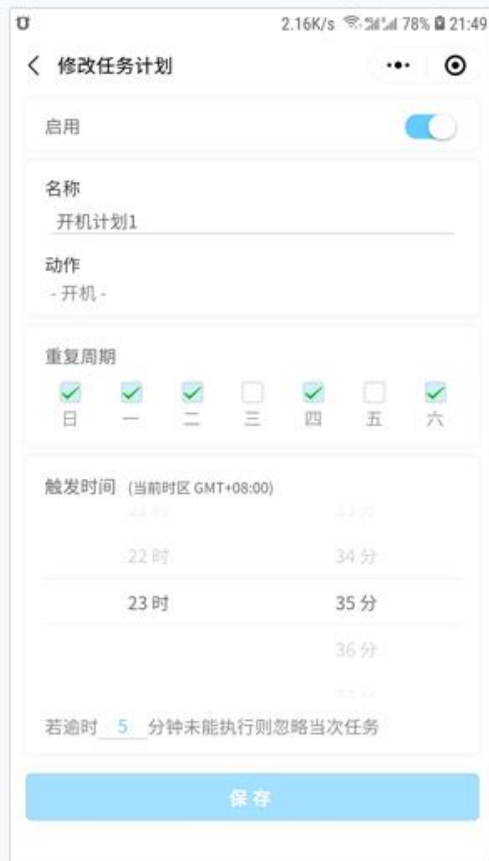 2.16K/s 78% 21:49
修改任务计划
启用
名称
开机计划1
动作
- 开机 -
重复周期
日 一 二 三 四 五 六
触发时间 (当前时区 GMT+08:00)
22 时 34 分
23 时 35 分
36 分
若逾时 5 分钟未能执行则忽略当次任务
保存